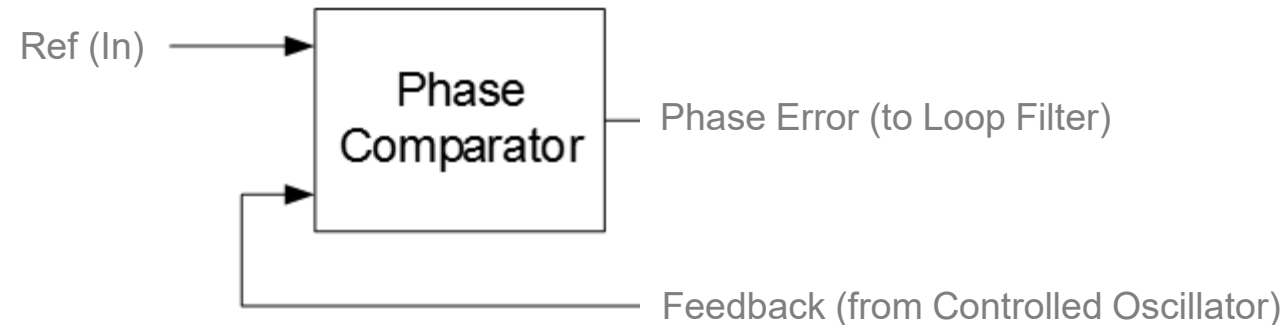 Ref (In)
Phase
Comparator
Phase Error (to Loop Filter)
Feedback (from Controlled Oscillator)